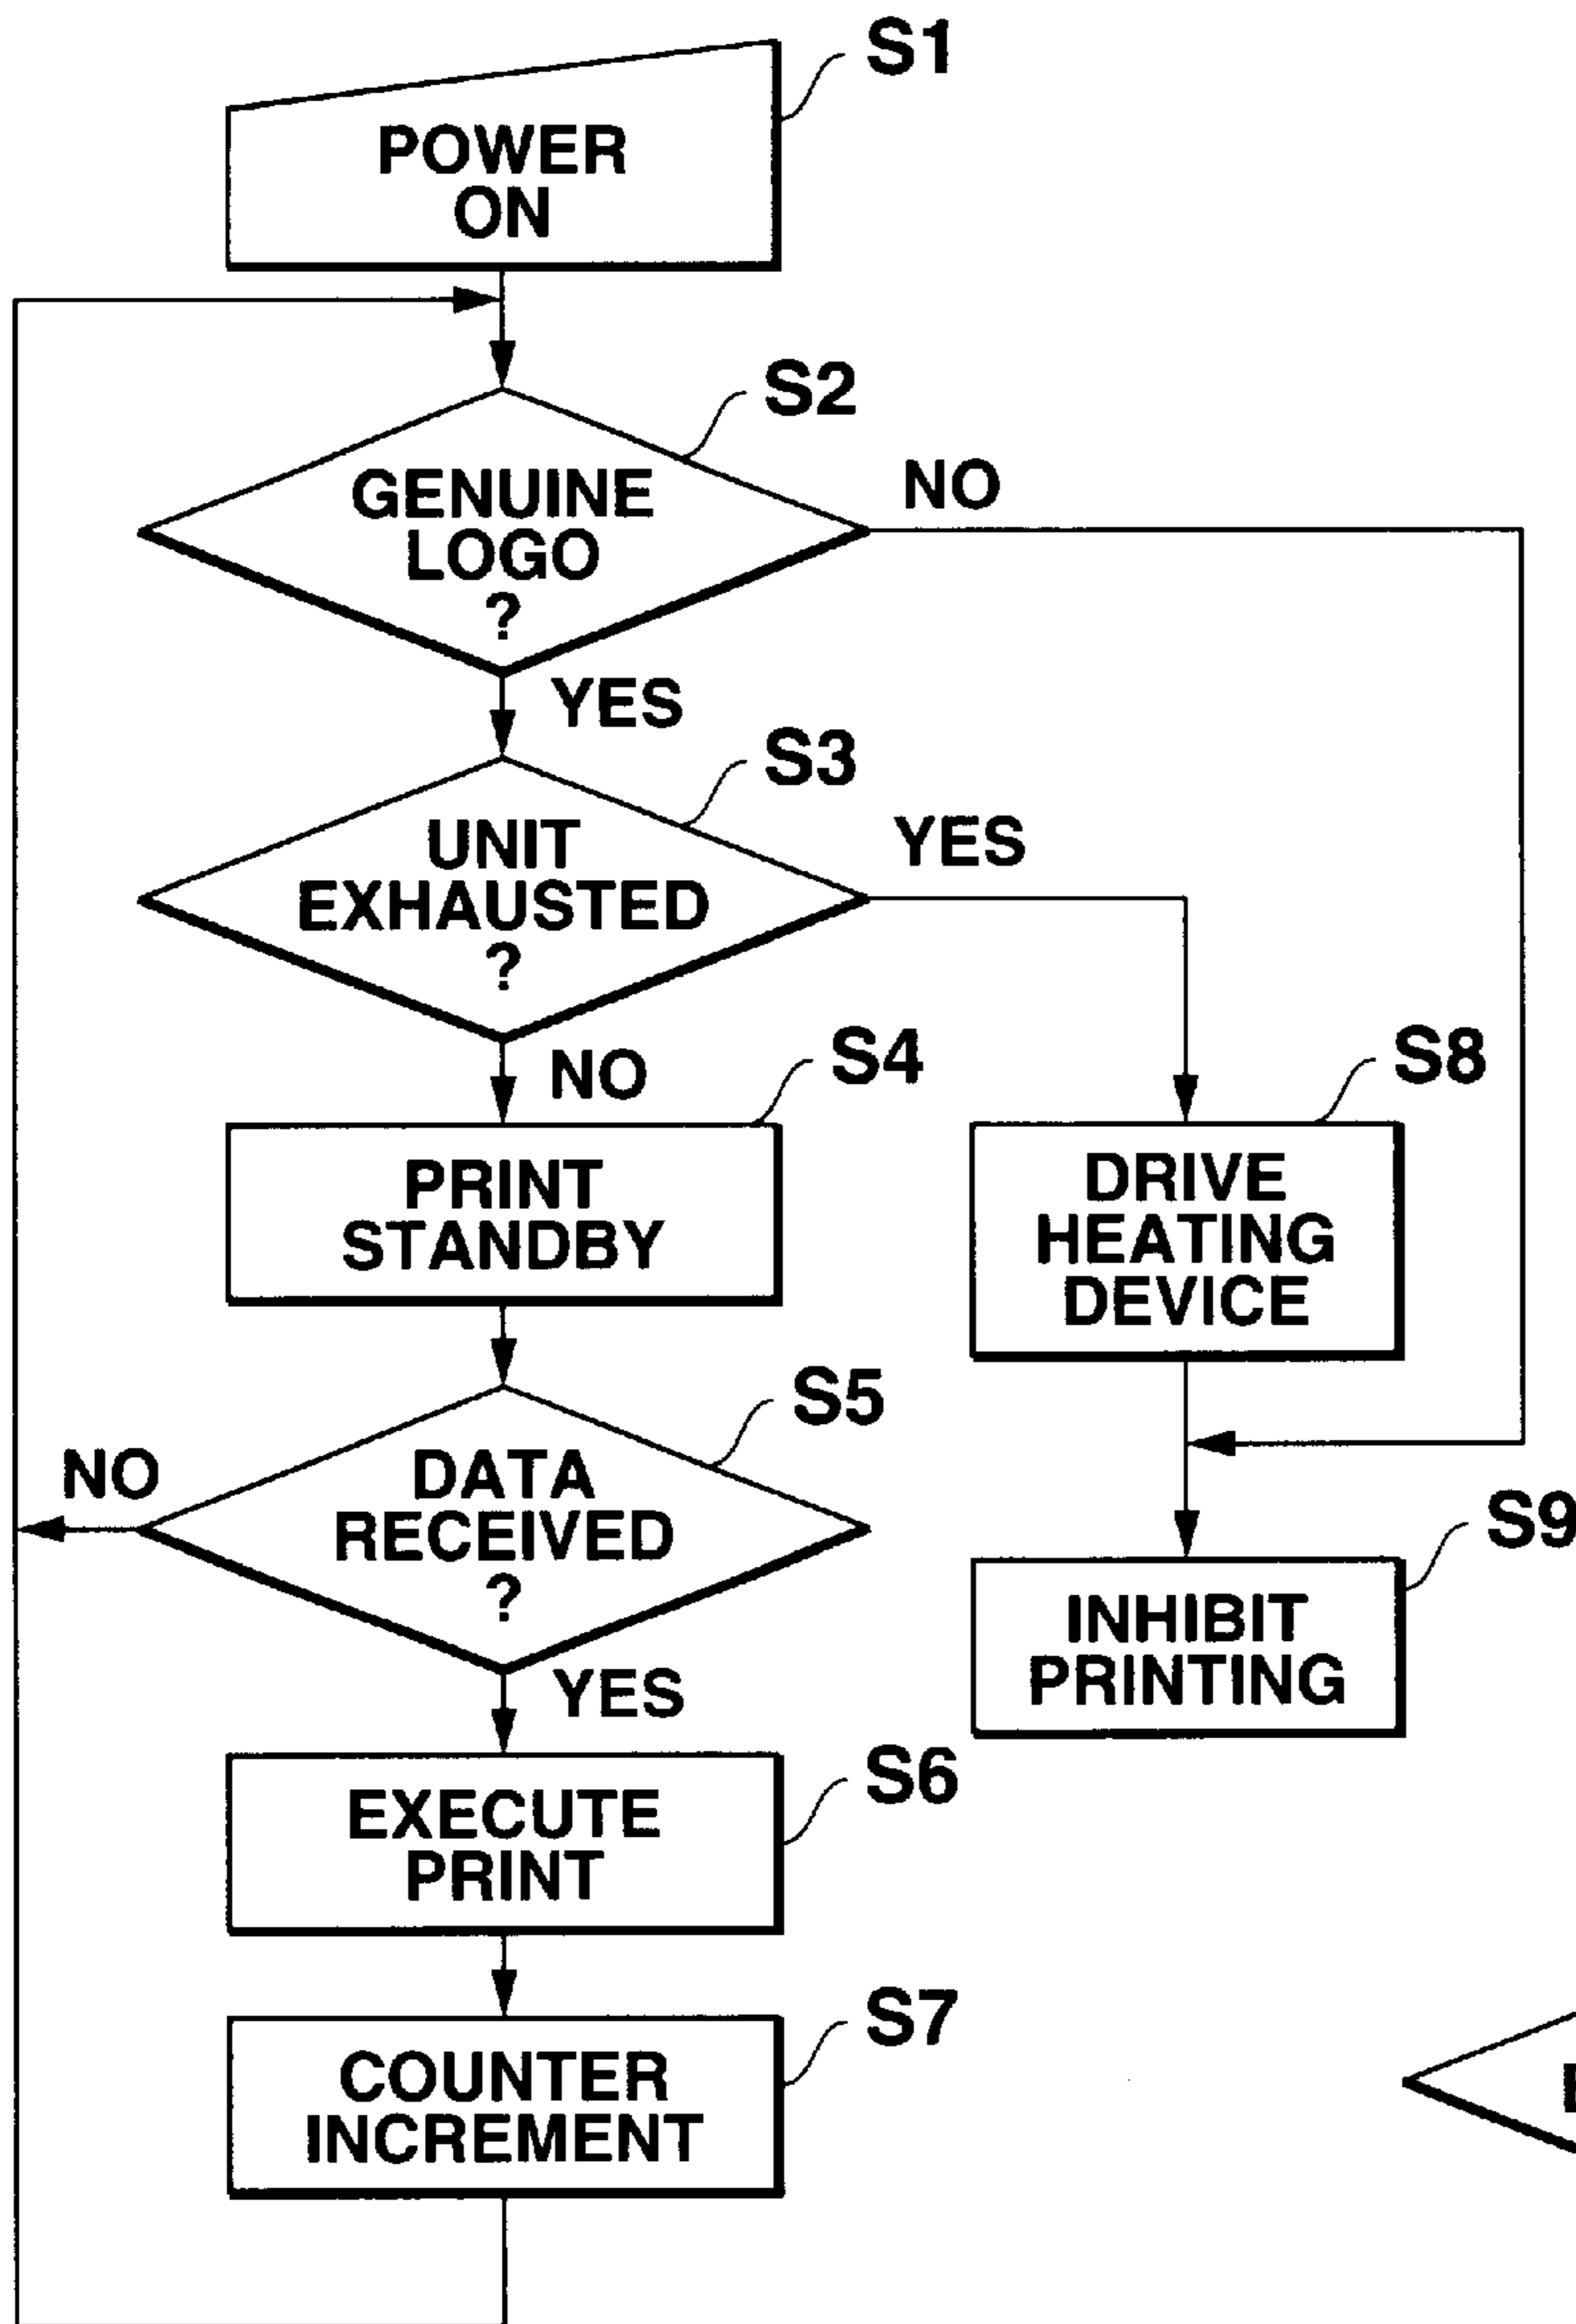 S1
POWER
ON
S2
GENUINE
LOGO
?
NO
YES
S3
UNIT
EXHAUSTED
?
YES
NO
S4
PRINT
STANDBY
S8
DRIVE
HEATING
DEVICE
S5
DATA
RECEIVED
?
NO
YES
S9
INHIBIT
PRINTING
S6
EXECUTE
PRINT
S7
COUNTER
INCREMENT